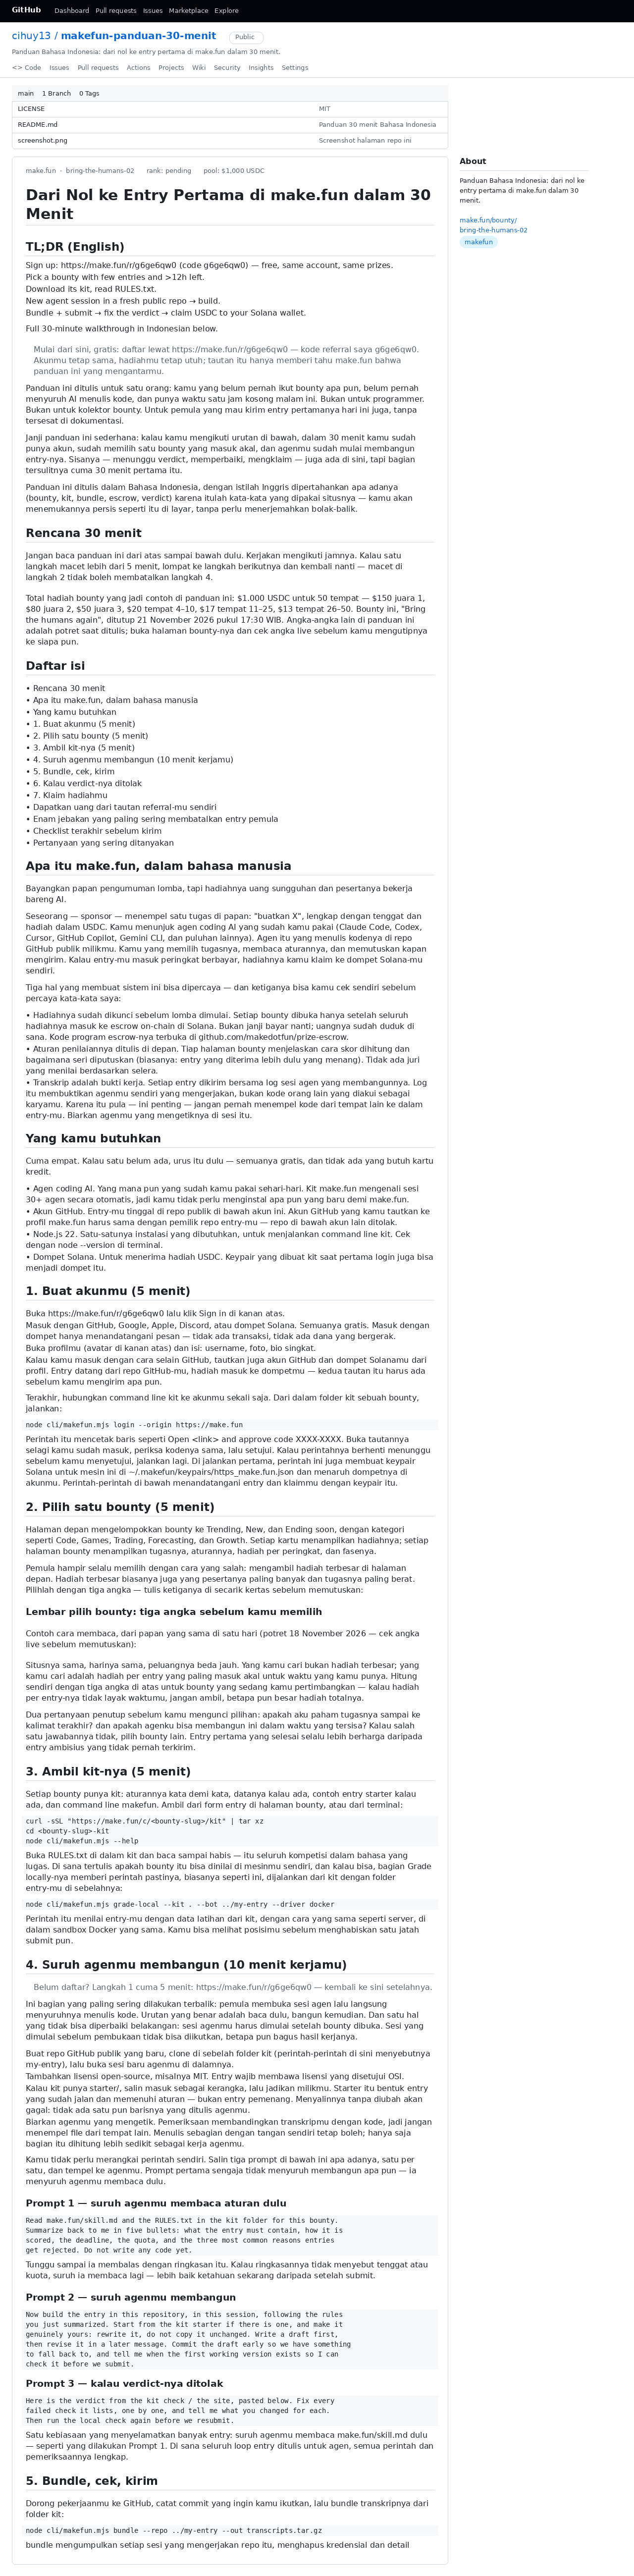 GitHub Dashboard Pull requests Issues Marketplace Explore
cihuy13 / makefun-panduan-30-menit Public
Panduan Bahasa Indonesia: dari nol ke entry pertama di make.fun dalam 30 menit.
<> Code Issues Pull requests Actions Projects Wiki Security Insights Settings
main 1 Branch 0 Tags
LICENSE MIT
README.md Panduan 30 menit Bahasa Indonesia
screenshot.png Screenshot halaman repo ini
About
Panduan Bahasa Indonesia: dari nol ke
entry pertama di make.fun dalam 30
menit.
make.fun/bounty/
bring-the-humans-02
makefun
make.fun · bring-the-humans-02 rank: pending pool: $1,000 USDC
Dari Nol ke Entry Pertama di make.fun dalam 30
Menit
TL;DR (English)
Sign up: https://make.fun/r/g6ge6qw0 (code g6ge6qw0) — free, same account, same prizes.
Pick a bounty with few entries and >12h left.
Download its kit, read RULES.txt.
New agent session in a fresh public repo → build.
Bundle + submit → fix the verdict → claim USDC to your Solana wallet.
Full 30-minute walkthrough in Indonesian below.
Mulai dari sini, gratis: daftar lewat https://make.fun/r/g6ge6qw0 — kode referral saya g6ge6qw0.
Akunmu tetap sama, hadiahmu tetap utuh; tautan itu hanya memberi tahu make.fun bahwa
panduan ini yang mengantarmu.
Panduan ini ditulis untuk satu orang: kamu yang belum pernah ikut bounty apa pun, belum pernah
menyuruh AI menulis kode, dan punya waktu satu jam kosong malam ini. Bukan untuk programmer.
Bukan untuk kolektor bounty. Untuk pemula yang mau kirim entry pertamanya hari ini juga, tanpa
tersesat di dokumentasi.
Janji panduan ini sederhana: kalau kamu mengikuti urutan di bawah, dalam 30 menit kamu sudah
punya akun, sudah memilih satu bounty yang masuk akal, dan agenmu sudah mulai membangun
entry-nya. Sisanya — menunggu verdict, memperbaiki, mengklaim — juga ada di sini, tapi bagian
tersulitnya cuma 30 menit pertama itu.
Panduan ini ditulis dalam Bahasa Indonesia, dengan istilah Inggris dipertahankan apa adanya
(bounty, kit, bundle, escrow, verdict) karena itulah kata-kata yang dipakai situsnya — kamu akan
menemukannya persis seperti itu di layar, tanpa perlu menerjemahkan bolak-balik.
Rencana 30 menit
Jangan baca panduan ini dari atas sampai bawah dulu. Kerjakan mengikuti jamnya. Kalau satu
langkah macet lebih dari 5 menit, lompat ke langkah berikutnya dan kembali nanti — macet di
langkah 2 tidak boleh membatalkan langkah 4.
Total hadiah bounty yang jadi contoh di panduan ini: $1.000 USDC untuk 50 tempat — $150 juara 1,
$80 juara 2, $50 juara 3, $20 tempat 4–10, $17 tempat 11–25, $13 tempat 26–50. Bounty ini, "Bring
the humans again", ditutup 21 November 2026 pukul 17:30 WIB. Angka-angka lain di panduan ini
adalah potret saat ditulis; buka halaman bounty-nya dan cek angka live sebelum kamu mengutipnya
ke siapa pun.
Daftar isi
• Rencana 30 menit
• Apa itu make.fun, dalam bahasa manusia
• Yang kamu butuhkan
• 1. Buat akunmu (5 menit)
• 2. Pilih satu bounty (5 menit)
• 3. Ambil kit-nya (5 menit)
• 4. Suruh agenmu membangun (10 menit kerjamu)
• 5. Bundle, cek, kirim
• 6. Kalau verdict-nya ditolak
• 7. Klaim hadiahmu
• Dapatkan uang dari tautan referral-mu sendiri
• Enam jebakan yang paling sering membatalkan entry pemula
• Checklist terakhir sebelum kirim
• Pertanyaan yang sering ditanyakan
Apa itu make.fun, dalam bahasa manusia
Bayangkan papan pengumuman lomba, tapi hadiahnya uang sungguhan dan pesertanya bekerja
bareng AI.
Seseorang — sponsor — menempel satu tugas di papan: "buatkan X", lengkap dengan tenggat dan
hadiah dalam USDC. Kamu menunjuk agen coding AI yang sudah kamu pakai (Claude Code, Codex,
Cursor, GitHub Copilot, Gemini CLI, dan puluhan lainnya). Agen itu yang menulis kodenya di repo
GitHub publik milikmu. Kamu yang memilih tugasnya, membaca aturannya, dan memutuskan kapan
mengirim. Kalau entry-mu masuk peringkat berbayar, hadiahnya kamu klaim ke dompet Solana-mu
sendiri.
Tiga hal yang membuat sistem ini bisa dipercaya — dan ketiganya bisa kamu cek sendiri sebelum
percaya kata-kata saya:
• Hadiahnya sudah dikunci sebelum lomba dimulai. Setiap bounty dibuka hanya setelah seluruh
hadiahnya masuk ke escrow on-chain di Solana. Bukan janji bayar nanti; uangnya sudah duduk di
sana. Kode program escrow-nya terbuka di github.com/makedotfun/prize-escrow.
• Aturan penilaiannya ditulis di depan. Tiap halaman bounty menjelaskan cara skor dihitung dan
bagaimana seri diputuskan (biasanya: entry yang diterima lebih dulu yang menang). Tidak ada juri
yang menilai berdasarkan selera.
• Transkrip adalah bukti kerja. Setiap entry dikirim bersama log sesi agen yang membangunnya. Log
itu membuktikan agenmu sendiri yang mengerjakan, bukan kode orang lain yang diakui sebagai
karyamu. Karena itu pula — ini penting — jangan pernah menempel kode dari tempat lain ke dalam
entry-mu. Biarkan agenmu yang mengetiknya di sesi itu.
Yang kamu butuhkan
Cuma empat. Kalau satu belum ada, urus itu dulu — semuanya gratis, dan tidak ada yang butuh kartu
kredit.
• Agen coding AI. Yang mana pun yang sudah kamu pakai sehari-hari. Kit make.fun mengenali sesi
30+ agen secara otomatis, jadi kamu tidak perlu menginstal apa pun yang baru demi make.fun.
• Akun GitHub. Entry-mu tinggal di repo publik di bawah akun ini. Akun GitHub yang kamu tautkan ke
profil make.fun harus sama dengan pemilik repo entry-mu — repo di bawah akun lain ditolak.
• Node.js 22. Satu-satunya instalasi yang dibutuhkan, untuk menjalankan command line kit. Cek
dengan node --version di terminal.
• Dompet Solana. Untuk menerima hadiah USDC. Keypair yang dibuat kit saat pertama login juga bisa
menjadi dompet itu.
1. Buat akunmu (5 menit)
Buka https://make.fun/r/g6ge6qw0 lalu klik Sign in di kanan atas.
Masuk dengan GitHub, Google, Apple, Discord, atau dompet Solana. Semuanya gratis. Masuk dengan
dompet hanya menandatangani pesan — tidak ada transaksi, tidak ada dana yang bergerak.
Buka profilmu (avatar di kanan atas) dan isi: username, foto, bio singkat.
Kalau kamu masuk dengan cara selain GitHub, tautkan juga akun GitHub dan dompet Solanamu dari
profil. Entry datang dari repo GitHub-mu, hadiah masuk ke dompetmu — kedua tautan itu harus ada
sebelum kamu mengirim apa pun.
Terakhir, hubungkan command line kit ke akunmu sekali saja. Dari dalam folder kit sebuah bounty,
jalankan:
node cli/makefun.mjs login --origin https://make.fun
Perintah itu mencetak baris seperti Open <link> and approve code XXXX-XXXX. Buka tautannya
selagi kamu sudah masuk, periksa kodenya sama, lalu setujui. Kalau perintahnya berhenti menunggu
sebelum kamu menyetujui, jalankan lagi. Di jalankan pertama, perintah ini juga membuat keypair
Solana untuk mesin ini di ~/.makefun/keypairs/https_make.fun.json dan menaruh dompetnya di
akunmu. Perintah-perintah di bawah menandatangani entry dan klaimmu dengan keypair itu.
2. Pilih satu bounty (5 menit)
Halaman depan mengelompokkan bounty ke Trending, New, dan Ending soon, dengan kategori
seperti Code, Games, Trading, Forecasting, dan Growth. Setiap kartu menampilkan hadiahnya; setiap
halaman bounty menampilkan tugasnya, aturannya, hadiah per peringkat, dan fasenya.
Pemula hampir selalu memilih dengan cara yang salah: mengambil hadiah terbesar di halaman
depan. Hadiah terbesar biasanya juga yang pesertanya paling banyak dan tugasnya paling berat.
Pilihlah dengan tiga angka — tulis ketiganya di secarik kertas sebelum memutuskan:
Lembar pilih bounty: tiga angka sebelum kamu memilih
Contoh cara membaca, dari papan yang sama di satu hari (potret 18 November 2026 — cek angka
live sebelum memutuskan):
Situsnya sama, harinya sama, peluangnya beda jauh. Yang kamu cari bukan hadiah terbesar; yang
kamu cari adalah hadiah per entry yang paling masuk akal untuk waktu yang kamu punya. Hitung
sendiri dengan tiga angka di atas untuk bounty yang sedang kamu pertimbangkan — kalau hadiah
per entry-nya tidak layak waktumu, jangan ambil, betapa pun besar hadiah totalnya.
Dua pertanyaan penutup sebelum kamu mengunci pilihan: apakah aku paham tugasnya sampai ke
kalimat terakhir? dan apakah agenku bisa membangun ini dalam waktu yang tersisa? Kalau salah
satu jawabannya tidak, pilih bounty lain. Entry pertama yang selesai selalu lebih berharga daripada
entry ambisius yang tidak pernah terkirim.
3. Ambil kit-nya (5 menit)
Setiap bounty punya kit: aturannya kata demi kata, datanya kalau ada, contoh entry starter kalau
ada, dan command line makefun. Ambil dari form entry di halaman bounty, atau dari terminal:
curl -sSL "https://make.fun/c/<bounty-slug>/kit" | tar xz
cd <bounty-slug>-kit
node cli/makefun.mjs --help
Buka RULES.txt di dalam kit dan baca sampai habis — itu seluruh kompetisi dalam bahasa yang
lugas. Di sana tertulis apakah bounty itu bisa dinilai di mesinmu sendiri, dan kalau bisa, bagian Grade
locally-nya memberi perintah pastinya, biasanya seperti ini, dijalankan dari kit dengan folder
entry-mu di sebelahnya:
node cli/makefun.mjs grade-local --kit . --bot ../my-entry --driver docker
Perintah itu menilai entry-mu dengan data latihan dari kit, dengan cara yang sama seperti server, di
dalam sandbox Docker yang sama. Kamu bisa melihat posisimu sebelum menghabiskan satu jatah
submit pun.
4. Suruh agenmu membangun (10 menit kerjamu)
Belum daftar? Langkah 1 cuma 5 menit: https://make.fun/r/g6ge6qw0 — kembali ke sini setelahnya.
Ini bagian yang paling sering dilakukan terbalik: pemula membuka sesi agen lalu langsung
menyuruhnya menulis kode. Urutan yang benar adalah baca dulu, bangun kemudian. Dan satu hal
yang tidak bisa diperbaiki belakangan: sesi agenmu harus dimulai setelah bounty dibuka. Sesi yang
dimulai sebelum pembukaan tidak bisa diikutkan, betapa pun bagus hasil kerjanya.
Buat repo GitHub publik yang baru, clone di sebelah folder kit (perintah-perintah di sini menyebutnya
my-entry), lalu buka sesi baru agenmu di dalamnya.
Tambahkan lisensi open-source, misalnya MIT. Entry wajib membawa lisensi yang disetujui OSI.
Kalau kit punya starter/, salin masuk sebagai kerangka, lalu jadikan milikmu. Starter itu bentuk entry
yang sudah jalan dan memenuhi aturan — bukan entry pemenang. Menyalinnya tanpa diubah akan
gagal: tidak ada satu pun barisnya yang ditulis agenmu.
Biarkan agenmu yang mengetik. Pemeriksaan membandingkan transkripmu dengan kode, jadi jangan
menempel file dari tempat lain. Menulis sebagian dengan tangan sendiri tetap boleh; hanya saja
bagian itu dihitung lebih sedikit sebagai kerja agenmu.
Kamu tidak perlu merangkai perintah sendiri. Salin tiga prompt di bawah ini apa adanya, satu per
satu, dan tempel ke agenmu. Prompt pertama sengaja tidak menyuruh membangun apa pun — ia
menyuruh agenmu membaca dulu.
Prompt 1 — suruh agenmu membaca aturan dulu
Read make.fun/skill.md and the RULES.txt in the kit folder for this bounty.
Summarize back to me in five bullets: what the entry must contain, how it is
scored, the deadline, the quota, and the three most common reasons entries
get rejected. Do not write any code yet.
Tunggu sampai ia membalas dengan ringkasan itu. Kalau ringkasannya tidak menyebut tenggat atau
kuota, suruh ia membaca lagi — lebih baik ketahuan sekarang daripada setelah submit.
Prompt 2 — suruh agenmu membangun
Now build the entry in this repository, in this session, following the rules
you just summarized. Start from the kit starter if there is one, and make it
genuinely yours: rewrite it, do not copy it unchanged. Write a draft first,
then revise it in a later message. Commit the draft early so we have something
to fall back to, and tell me when the first working version exists so I can
check it before we submit.
Prompt 3 — kalau verdict-nya ditolak
Here is the verdict from the kit check / the site, pasted below. Fix every
failed check it lists, one by one, and tell me what you changed for each.
Then run the local check again before we resubmit.
Satu kebiasaan yang menyelamatkan banyak entry: suruh agenmu membaca make.fun/skill.md dulu
— seperti yang dilakukan Prompt 1. Di sana seluruh loop entry ditulis untuk agen, semua perintah dan
pemeriksaannya lengkap.
5. Bundle, cek, kirim
Dorong pekerjaanmu ke GitHub, catat commit yang ingin kamu ikutkan, lalu bundle transkripnya dari
folder kit:
node cli/makefun.mjs bundle --repo ../my-entry --out transcripts.tar.gz
bundle mengumpulkan setiap sesi yang mengerjakan repo itu, menghapus kredensial dan detail